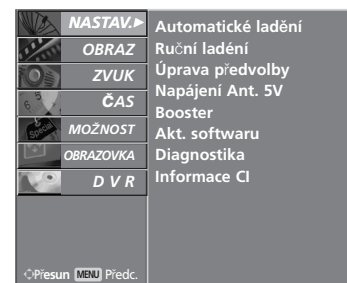 NASTAV.►
OBRAZ
ZVUK
ČAS
MOŽNOST
OBRAZOVKA
D V R
Automatické ladění
Ruční ladéní
Úprava předvolby
Napájení Ant. 5V
Booster
Akt. softwaru
Diagnostika
Informace CI
Přesun MENU Předc.